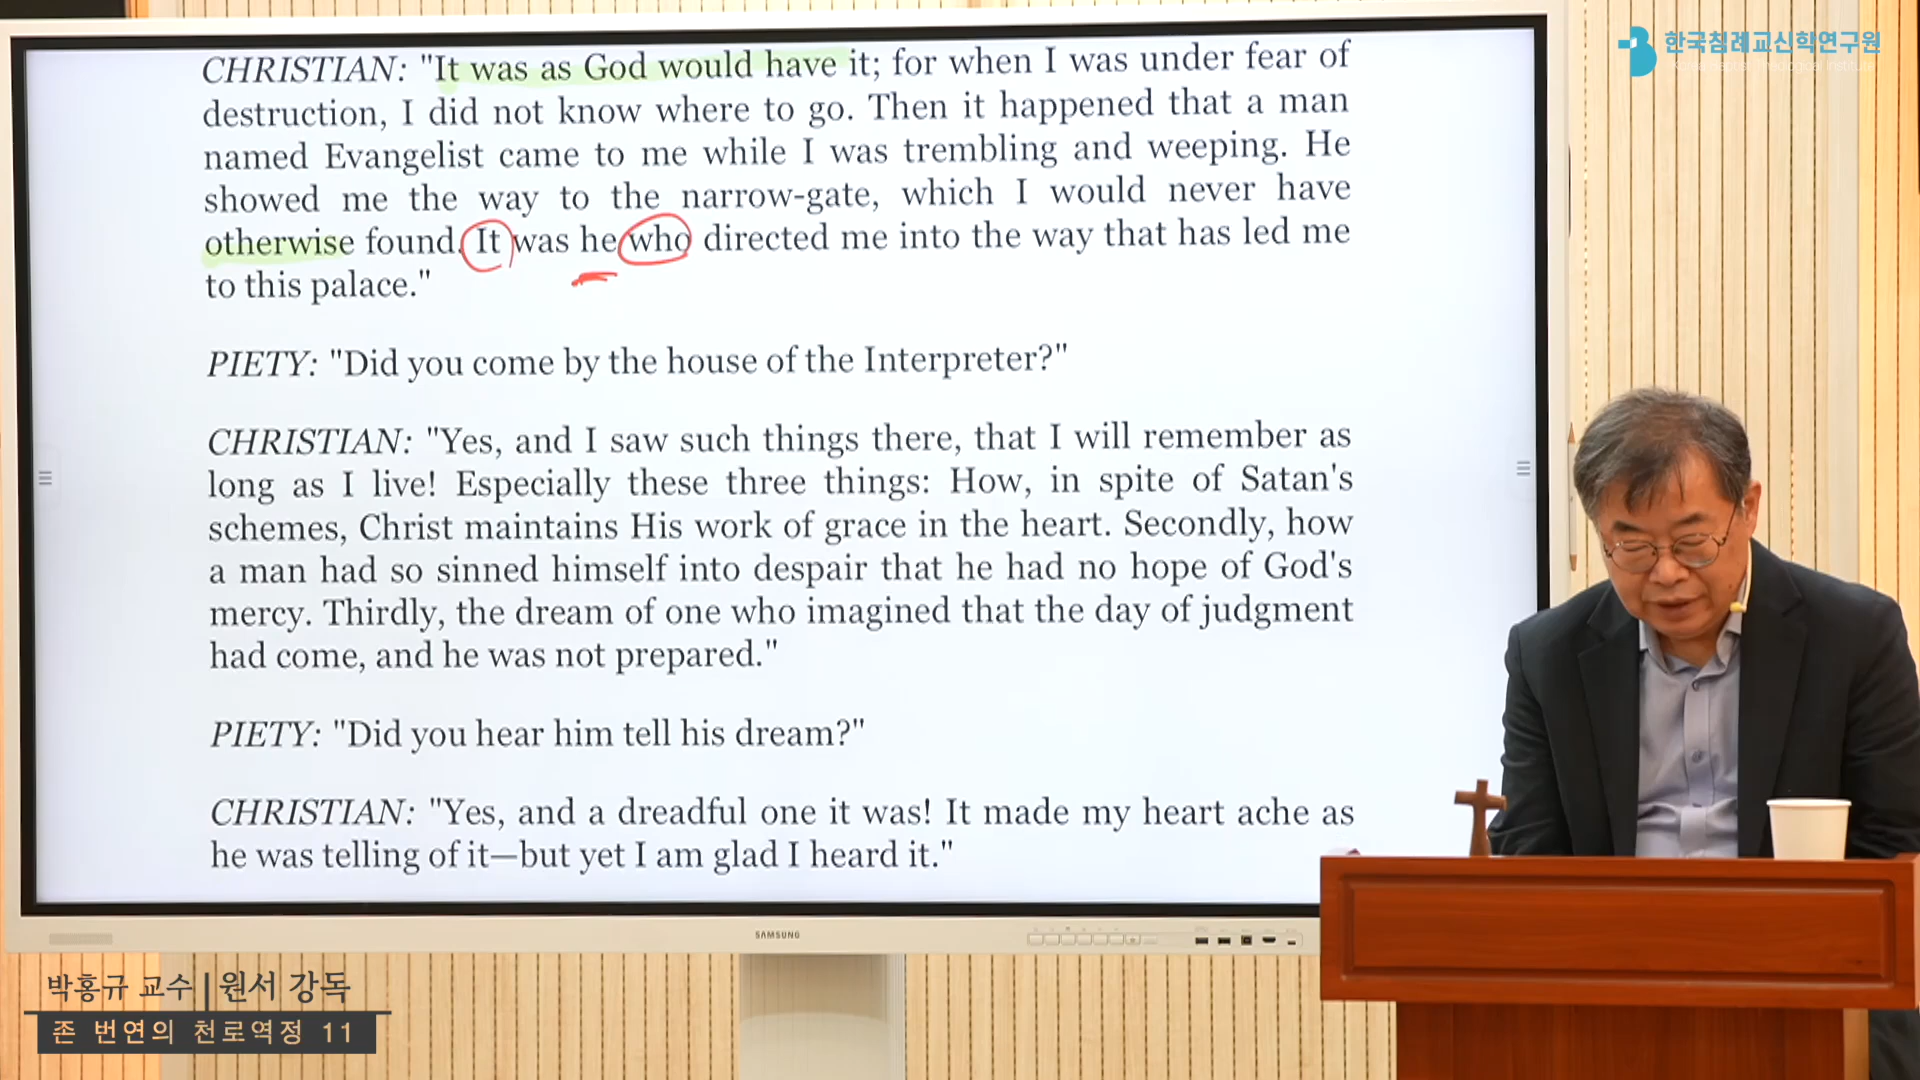 한국침례교신학연구원
CHRISTIAN: "It was as God would have it; for when I was under fear of
destruction, I did not know where to go. Then it happened that a man
named Evangelist came to me while I was trembling and weeping. He
showed me the way to the narrow-gate, which I would never have
otherwise found. It was he who directed me into the way that has led me
to this palace."
PIETY: "Did you come by the house of the Interpreter?"
CHRISTIAN: "Yes, and I saw such things there, that I will remember as
long as I live! Especially these three things: How, in spite of Satan's
schemes, Christ maintains His work of grace in the heart. Secondly, how
a man had so sinned himself into despair that he had no hope of God's
mercy. Thirdly, the dream of one who imagined that the day of judgment
had come, and he was not prepared."
PIETY: "Did you hear him tell his dream?"
CHRISTIAN: "Yes, and a dreadful one it was! It made my heart ache as
he was telling of it—but yet I am glad I heard it."
SAMSUNG
박홍규 교수 | 원서 강독
존 번연의 천로역정 11